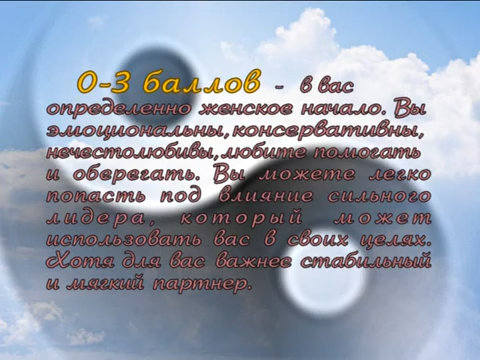 0-3 баллов - в вас
определенно женское начало. Вы
эмоциональны, консервативны,
нечестолюбивы, любите помогать
и оберегать. Вы можете легко
попасть под влияние сильного
лидера, который может
использовать вас в своих целях.
Хотя для вас важнее стабильный
и мягкий партнер.